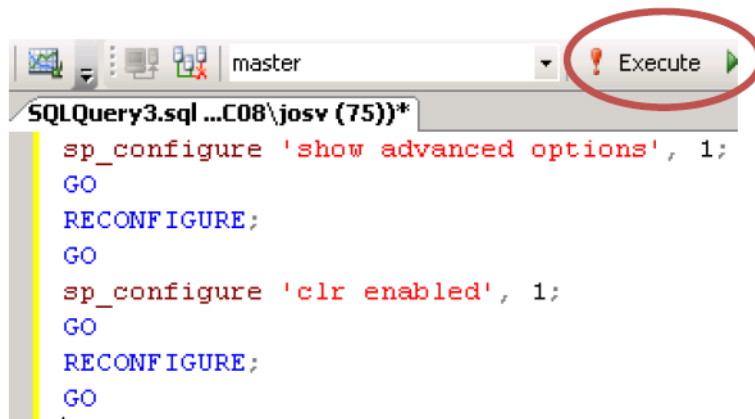 master Execute
SQLQuery3.sql ...C08\josv (75))*
sp_configure 'show advanced options', 1;
GO
RECONFIGURE;
GO
sp_configure 'clr enabled', 1;
GO
RECONFIGURE;
GO